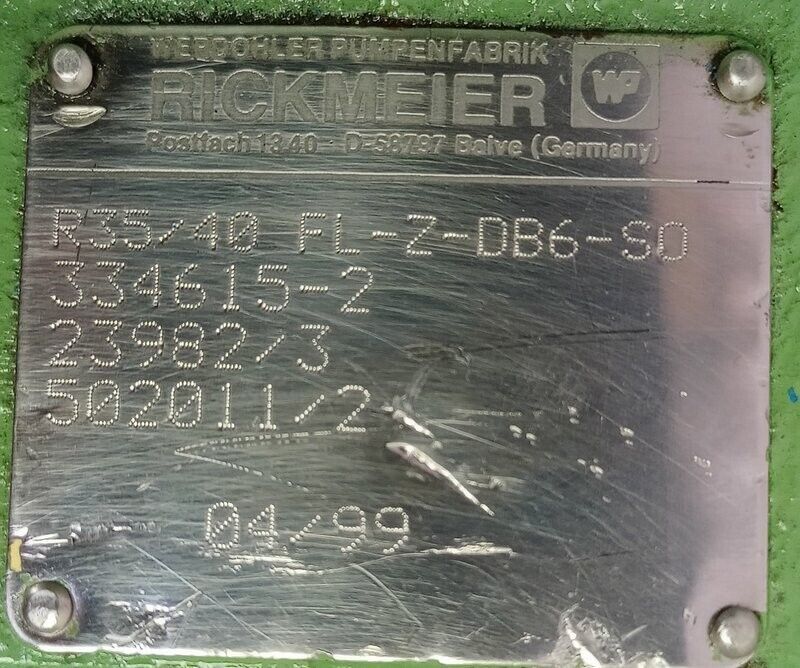 WERDOHLER PUMPENFABRIK
RICKMEIER WP
Postfach 1340 D-58797 Balve (Germany)
R35/40 FL-Z-DB6-SO
334615-2
23982/3
502011/2
04/99